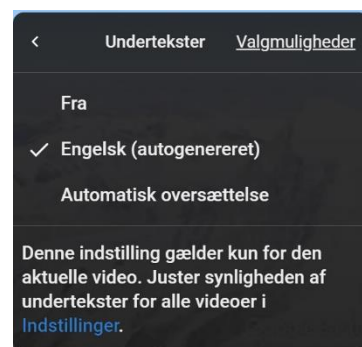 Undertekster Valgmuligheder
Fra
Engelsk (autogenereret)
Automatisk oversættelse
Denne indstilling gælder kun for den
aktuelle video. Juster synligheden af
undertekster for alle videoer i
Indstillinger.